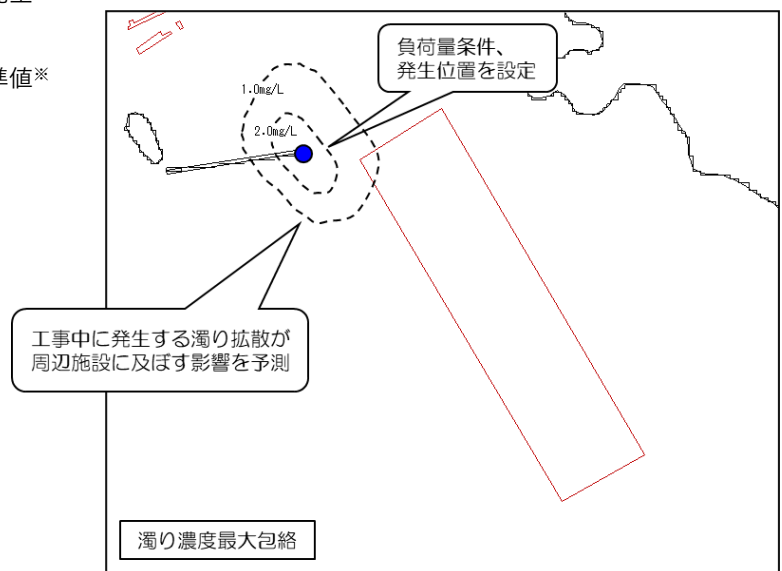 準値※
負荷量条件、
発生位置を設定
1.0mg/L
2.0mg/L
工事中に発生する濁り拡散が
周辺施設に及ぼす影響を予測
濁り濃度最大包絡